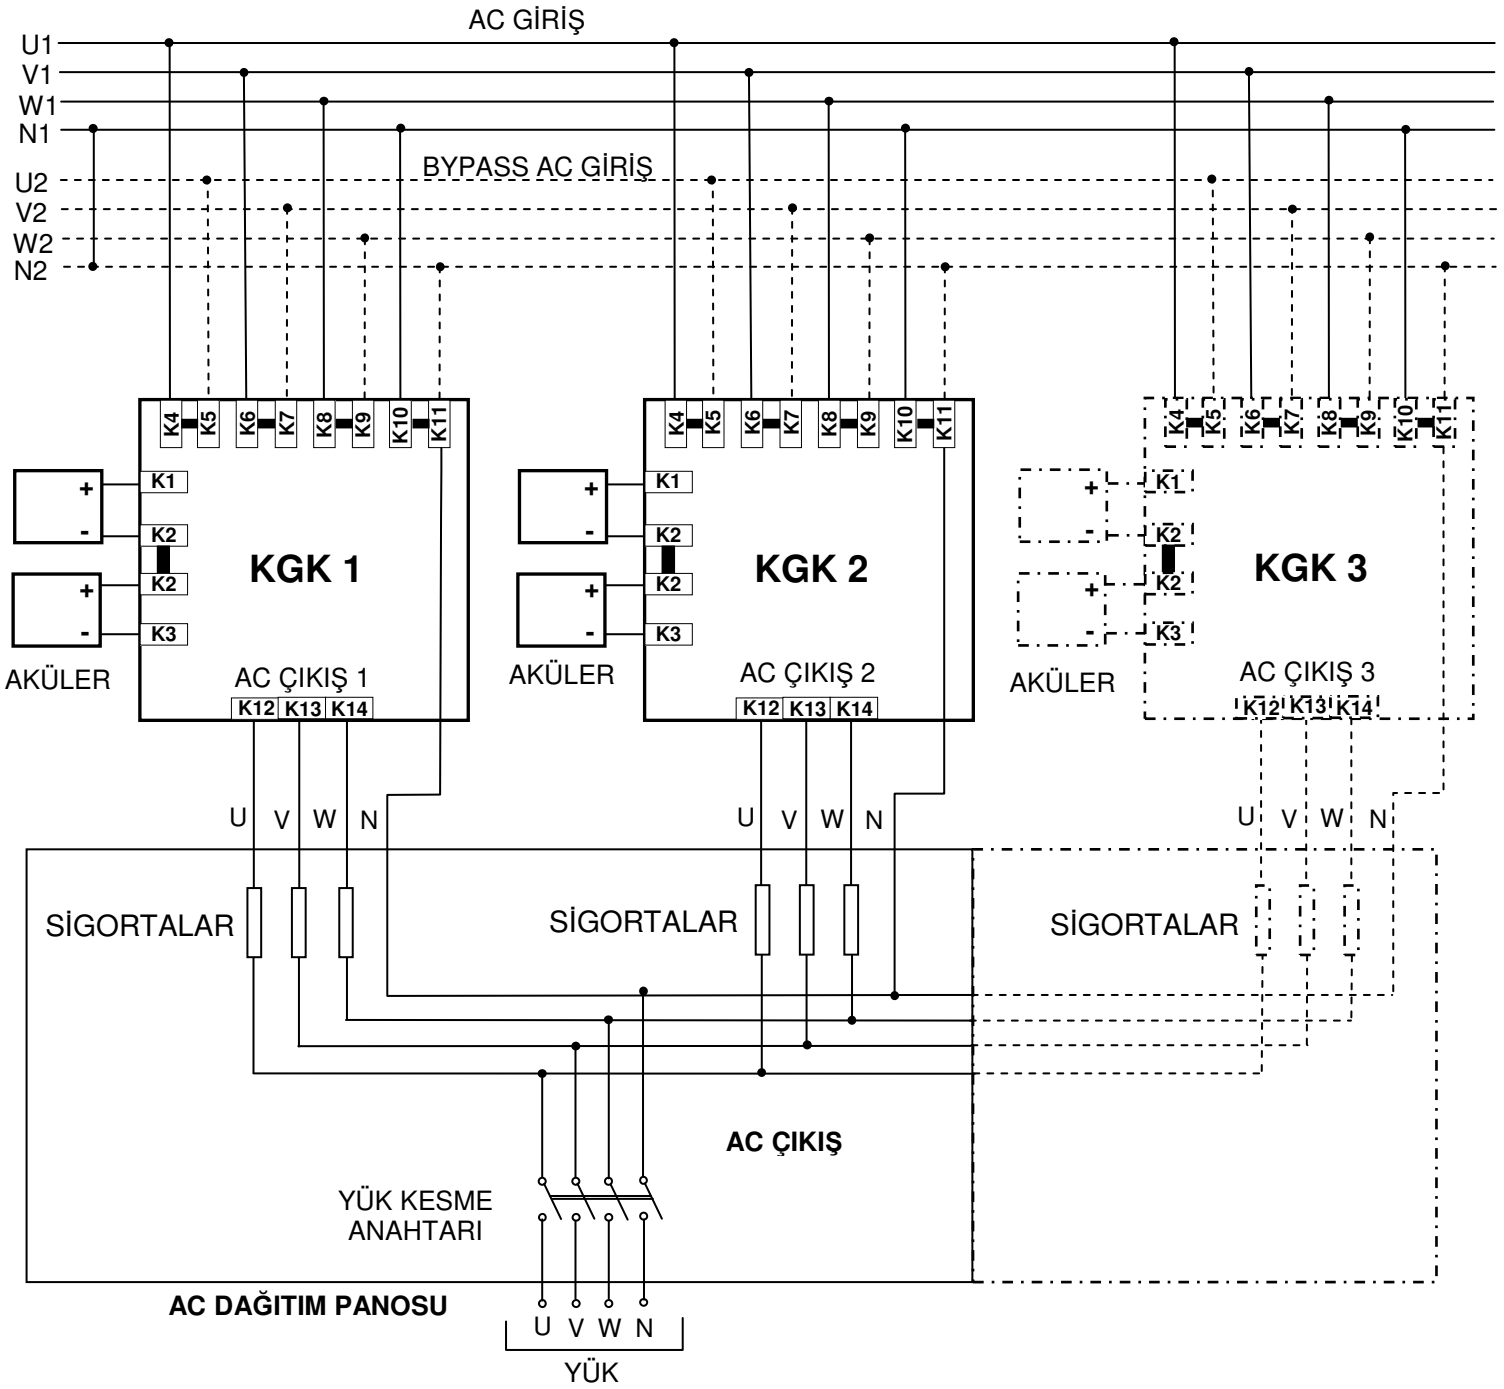 AC GİRİŞ
U1
V1
W1
N1
BYPASS AC GİRİŞ
U2
V2
W2
N2
K4 K5 K6 K7 K8 K9 K10 K11
K4 K5 K6 K7 K8 K9 K10 K11
K4 K5 K6 K7 K8 K9 K10 K11
+ K1
- K2
KGK 1
+ K2
- K3
AKÜLER
AC ÇIKIŞ 1
K12 K13 K14
+ K1
- K2
KGK 2
+ K2
- K3
AKÜLER
AC ÇIKIŞ 2
K12 K13 K14
+ K1
- K2
KGK 3
+ K2
- K3
AKÜLER
AC ÇIKIŞ 3
K12 K13 K14
U V W N
U V W N
U V W N
SİGORTALAR
SİGORTALAR
SİGORTALAR
AC ÇIKIŞ
YÜK KESME
ANAHTARI
AC DAĞITIM PANOSU
U V W N
YÜK